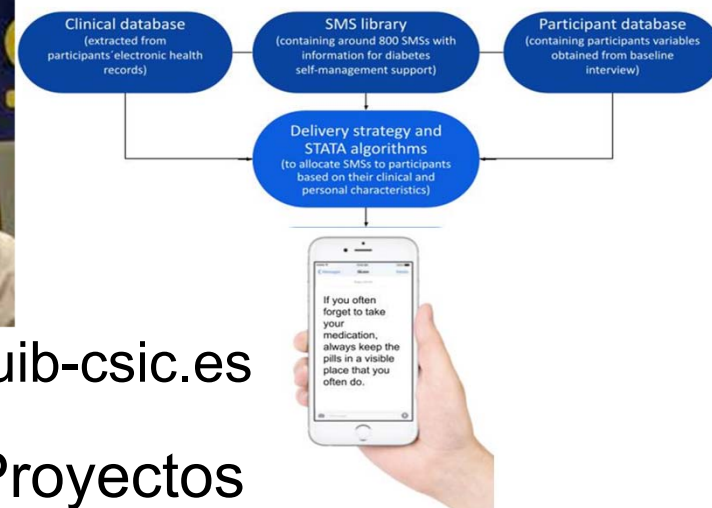 Clinical database
(extracted from
participants´electronic health
records)
SMS library
(containing around 800 SMSs with
information for diabetes
self-management support)
Participant database
(containing participants variables
obtained from baseline
interview)
Delivery strategy and
STATA algorithms
(to allocate SMSs to participants
based on their clinical and
personal characteristics)
If you often
forget to take
your
medication,
always keep the
pills in a visible
place that you
often do.
uib-csic.es
Proyectos